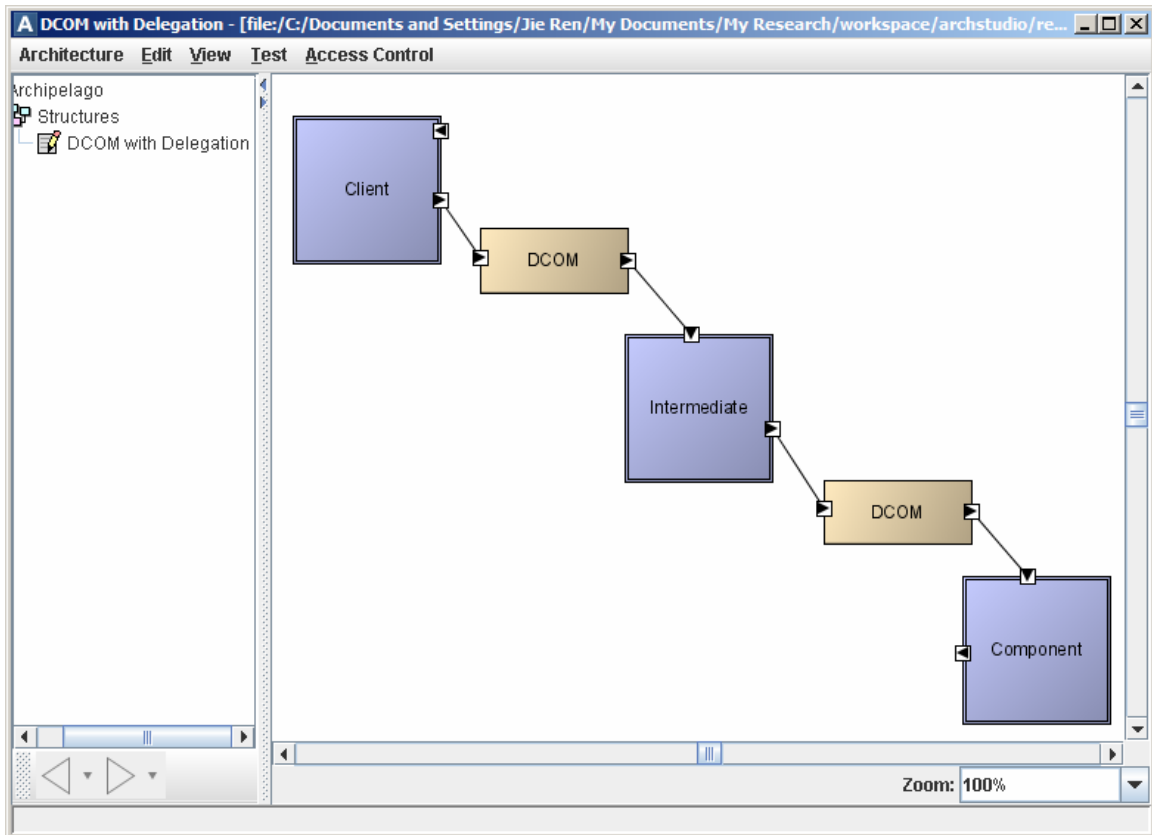 A DCOM with Delegation - [file:/C:/Documents and Settings/Jie Ren/My Documents/My Research/workspace/archstudio/re...
Architecture Edit View Test Access Control
Archipelago
Structures
DCOM with Delegation
Client
DCOM
Intermediate
DCOM
Component
Zoom: 100%